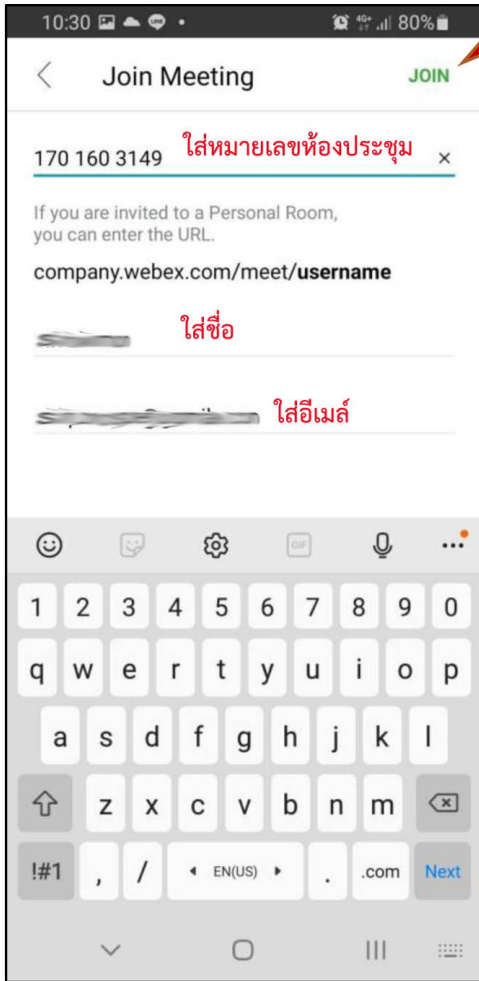 10:30
4G+ 80%
Join Meeting
JOIN
170 160 3149 ใส่หมายเลขห้องประชุม ×
If you are invited to a Personal Room,
you can enter the URL.
company.webex.com/meet/username
ใส่ชื่อ
ใส่อีเมล์
GIF
1 2 3 4 5 6 7 8 9 0
q w e r t y u i o p
a s d f g h j k l
z x c v b n m
!#1 , / EN(US) . .com Next